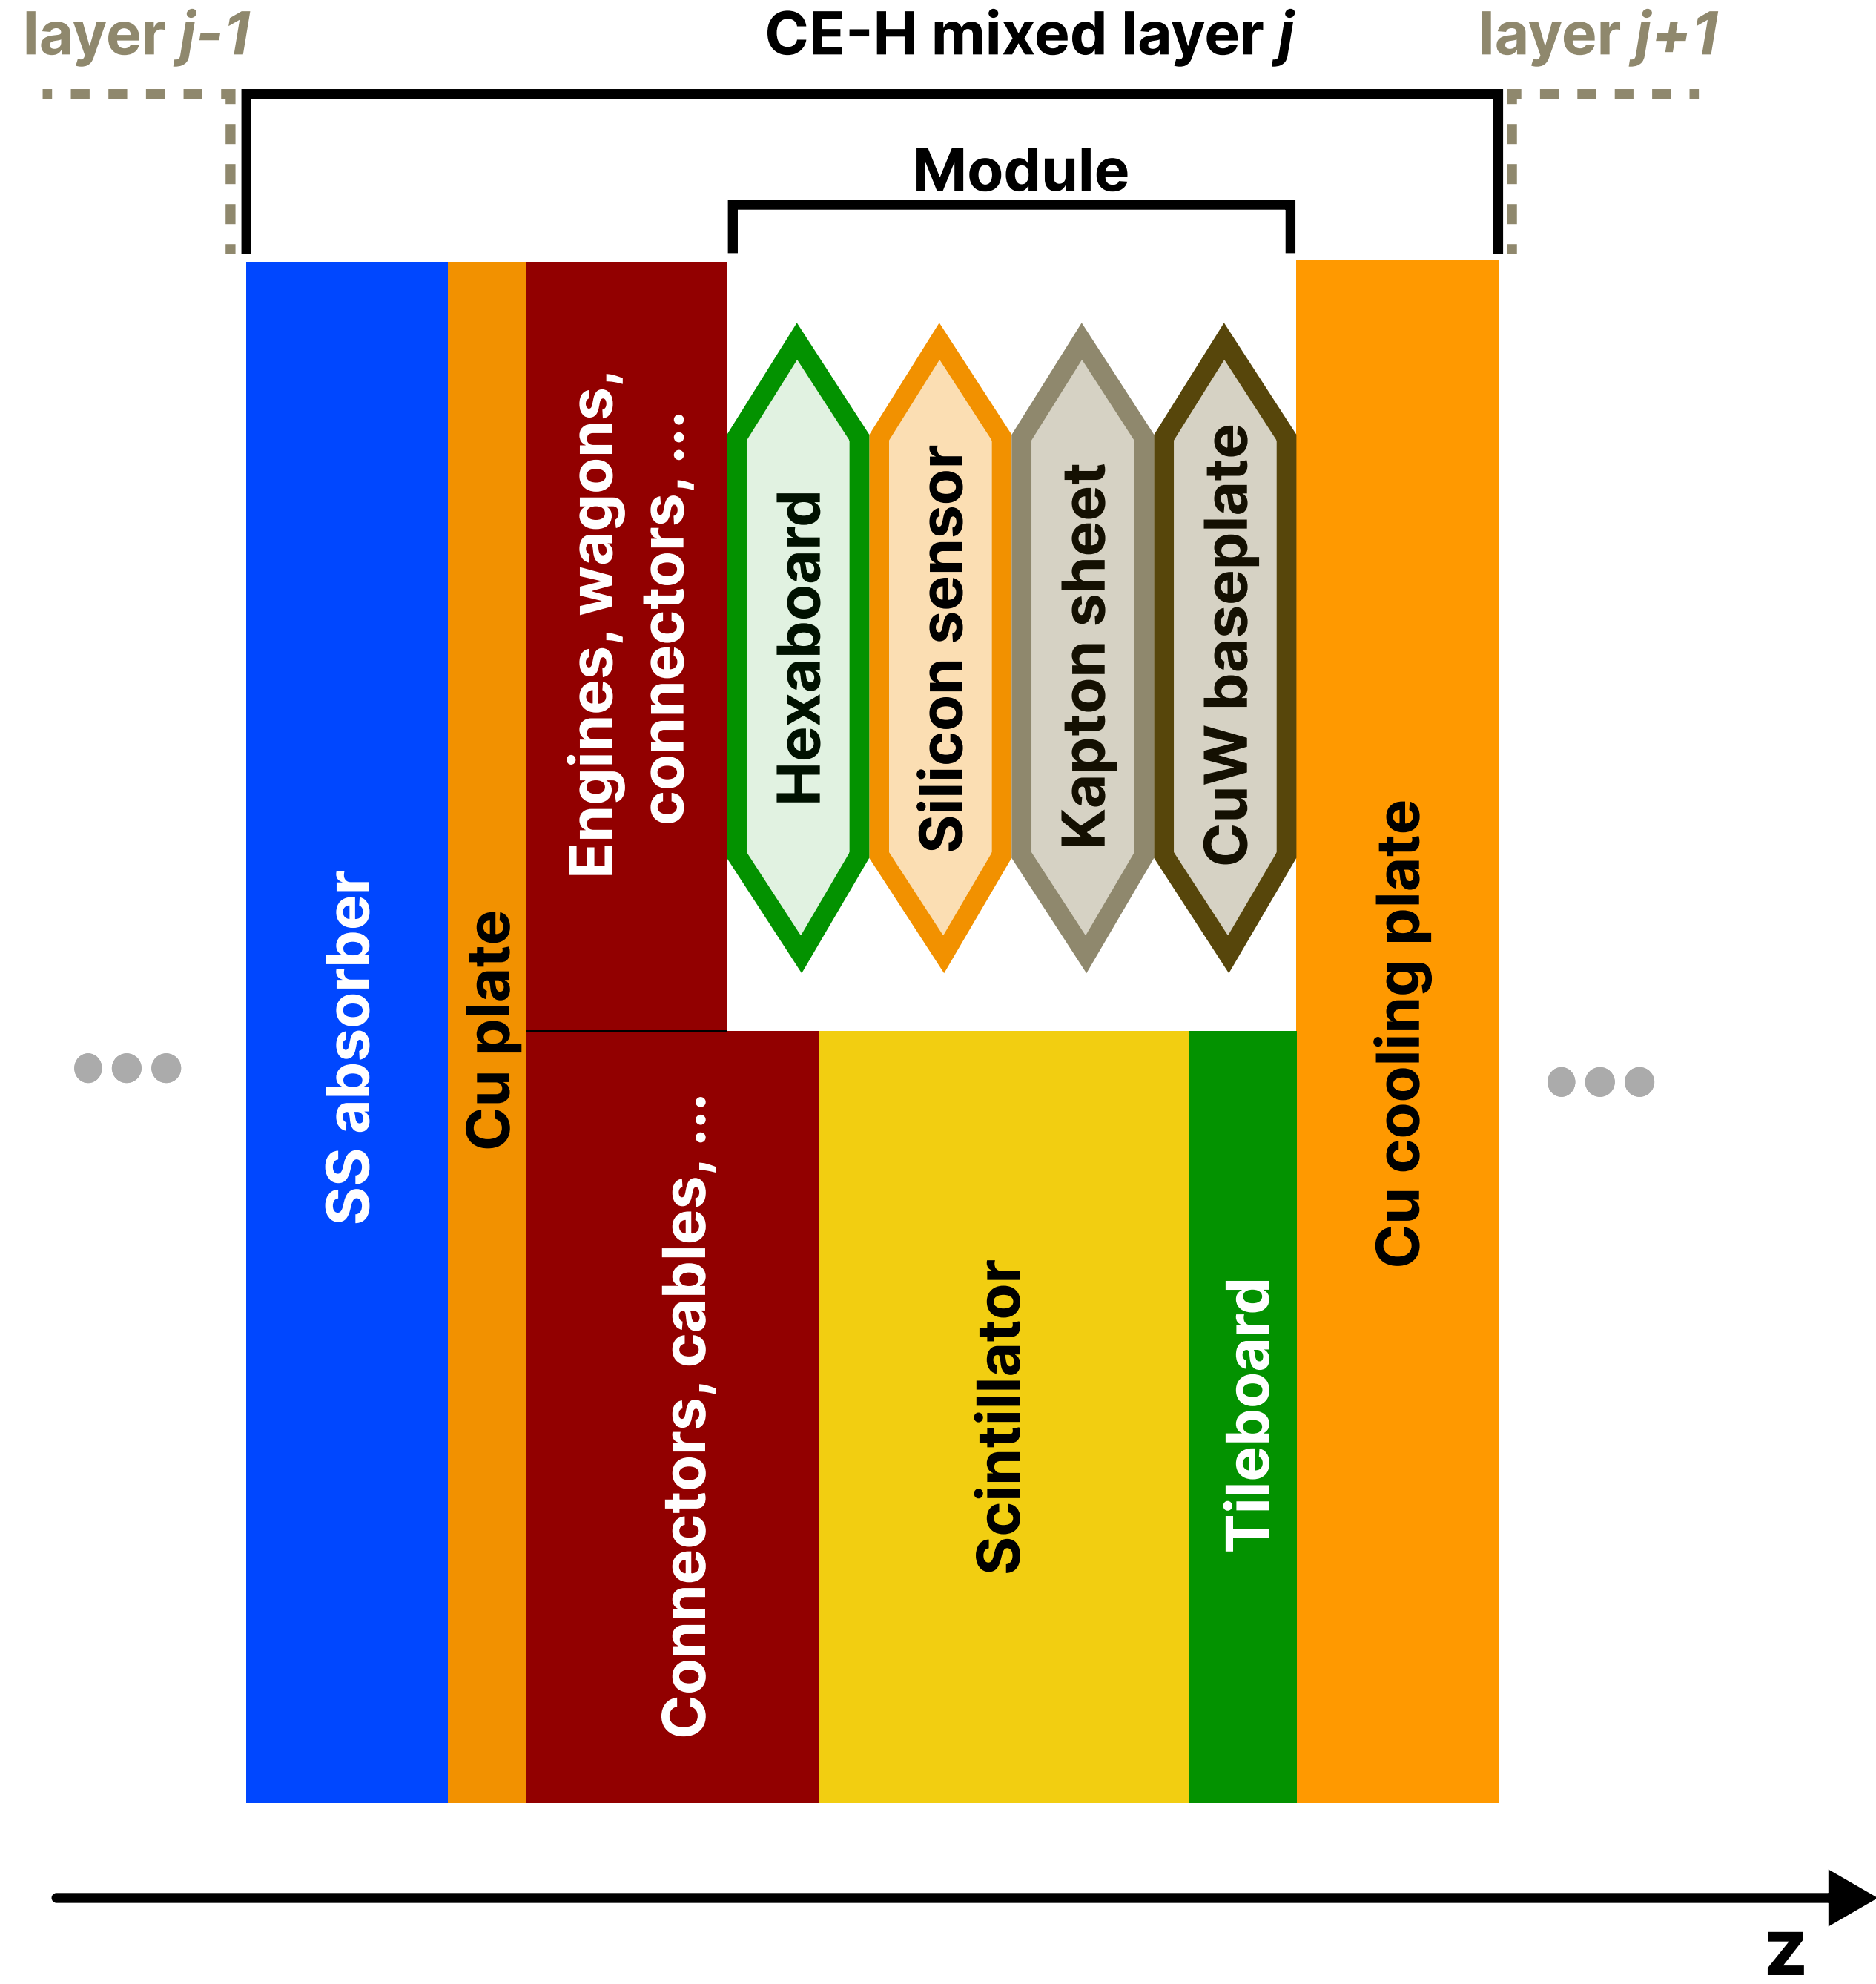 layer j-1
CE-H mixed layer j
layer j+1
Module
SS absorber
Cu plate
Engines, wagons,
connectors, ...
Hexaboard
Silicon sensor
Kapton sheet
CuW baseplate
Cu cooling plate
Connectors, cables, ...
Scintillator
Tileboard
z